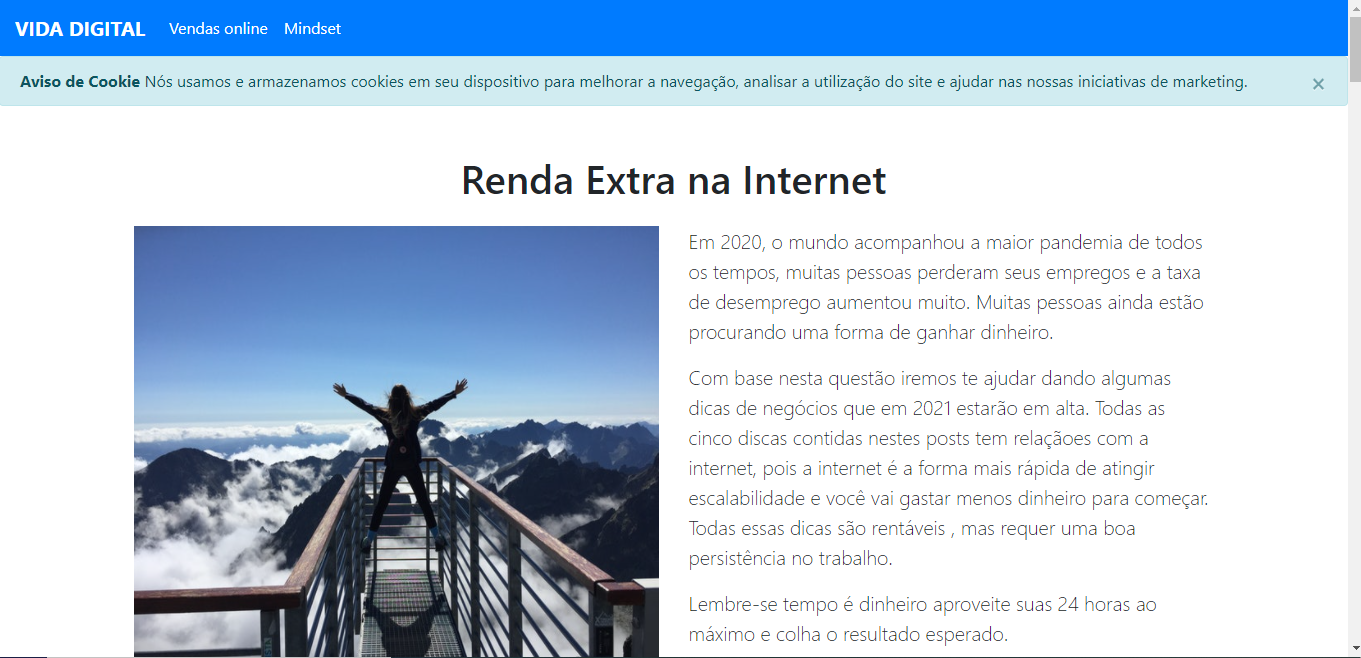 VIDA DIGITAL Vendas online Mindset
Aviso de Cookie Nós usamos e armazenamos cookies em seu dispositivo para melhorar a navegação, analisar a utilização do site e ajudar nas nossas iniciativas de marketing. ×
Renda Extra na Internet
Em 2020, o mundo acompanhou a maior pandemia de todos
os tempos, muitas pessoas perderam seus empregos e a taxa
de desemprego aumentou muito. Muitas pessoas ainda estão
procurando uma forma de ganhar dinheiro.
Com base nesta questão iremos te ajudar dando algumas
dicas de negócios que em 2021 estarão em alta. Todas as
cinco discas contidas nestes posts tem relaçãoes com a
internet, pois a internet é a forma mais rápida de atingir
escalabilidade e você vai gastar menos dinheiro para começar.
Todas essas dicas são rentáveis , mas requer uma boa
persistência no trabalho.
Lembre-se tempo é dinheiro aproveite suas 24 horas ao
máximo e colha o resultado esperado.